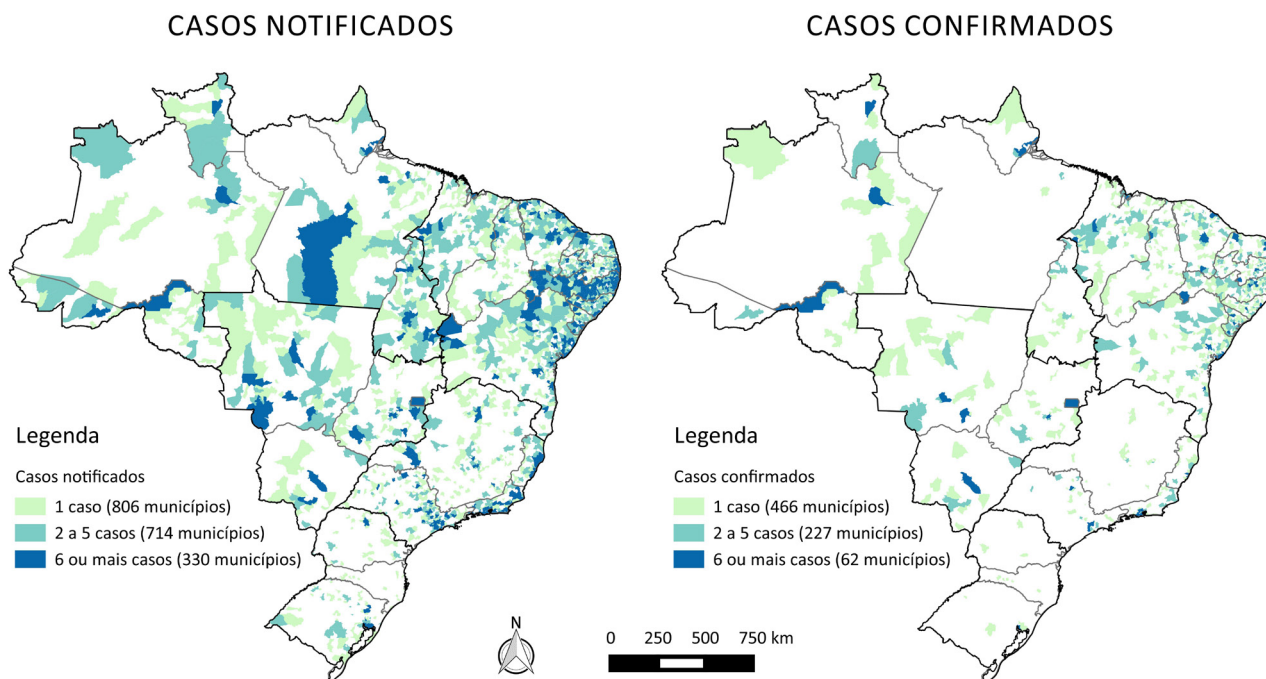 CASOS NOTIFICADOS
CASOS CONFIRMADOS
Legenda
Casos notificados
1 caso (806 municípios)
2 a 5 casos (714 municípios)
6 ou mais casos (330 municípios)
Legenda
Casos confirmados
1 caso (466 municípios)
2 a 5 casos (227 municípios)
6 ou mais casos (62 municípios)
N
0 250 500 750 km